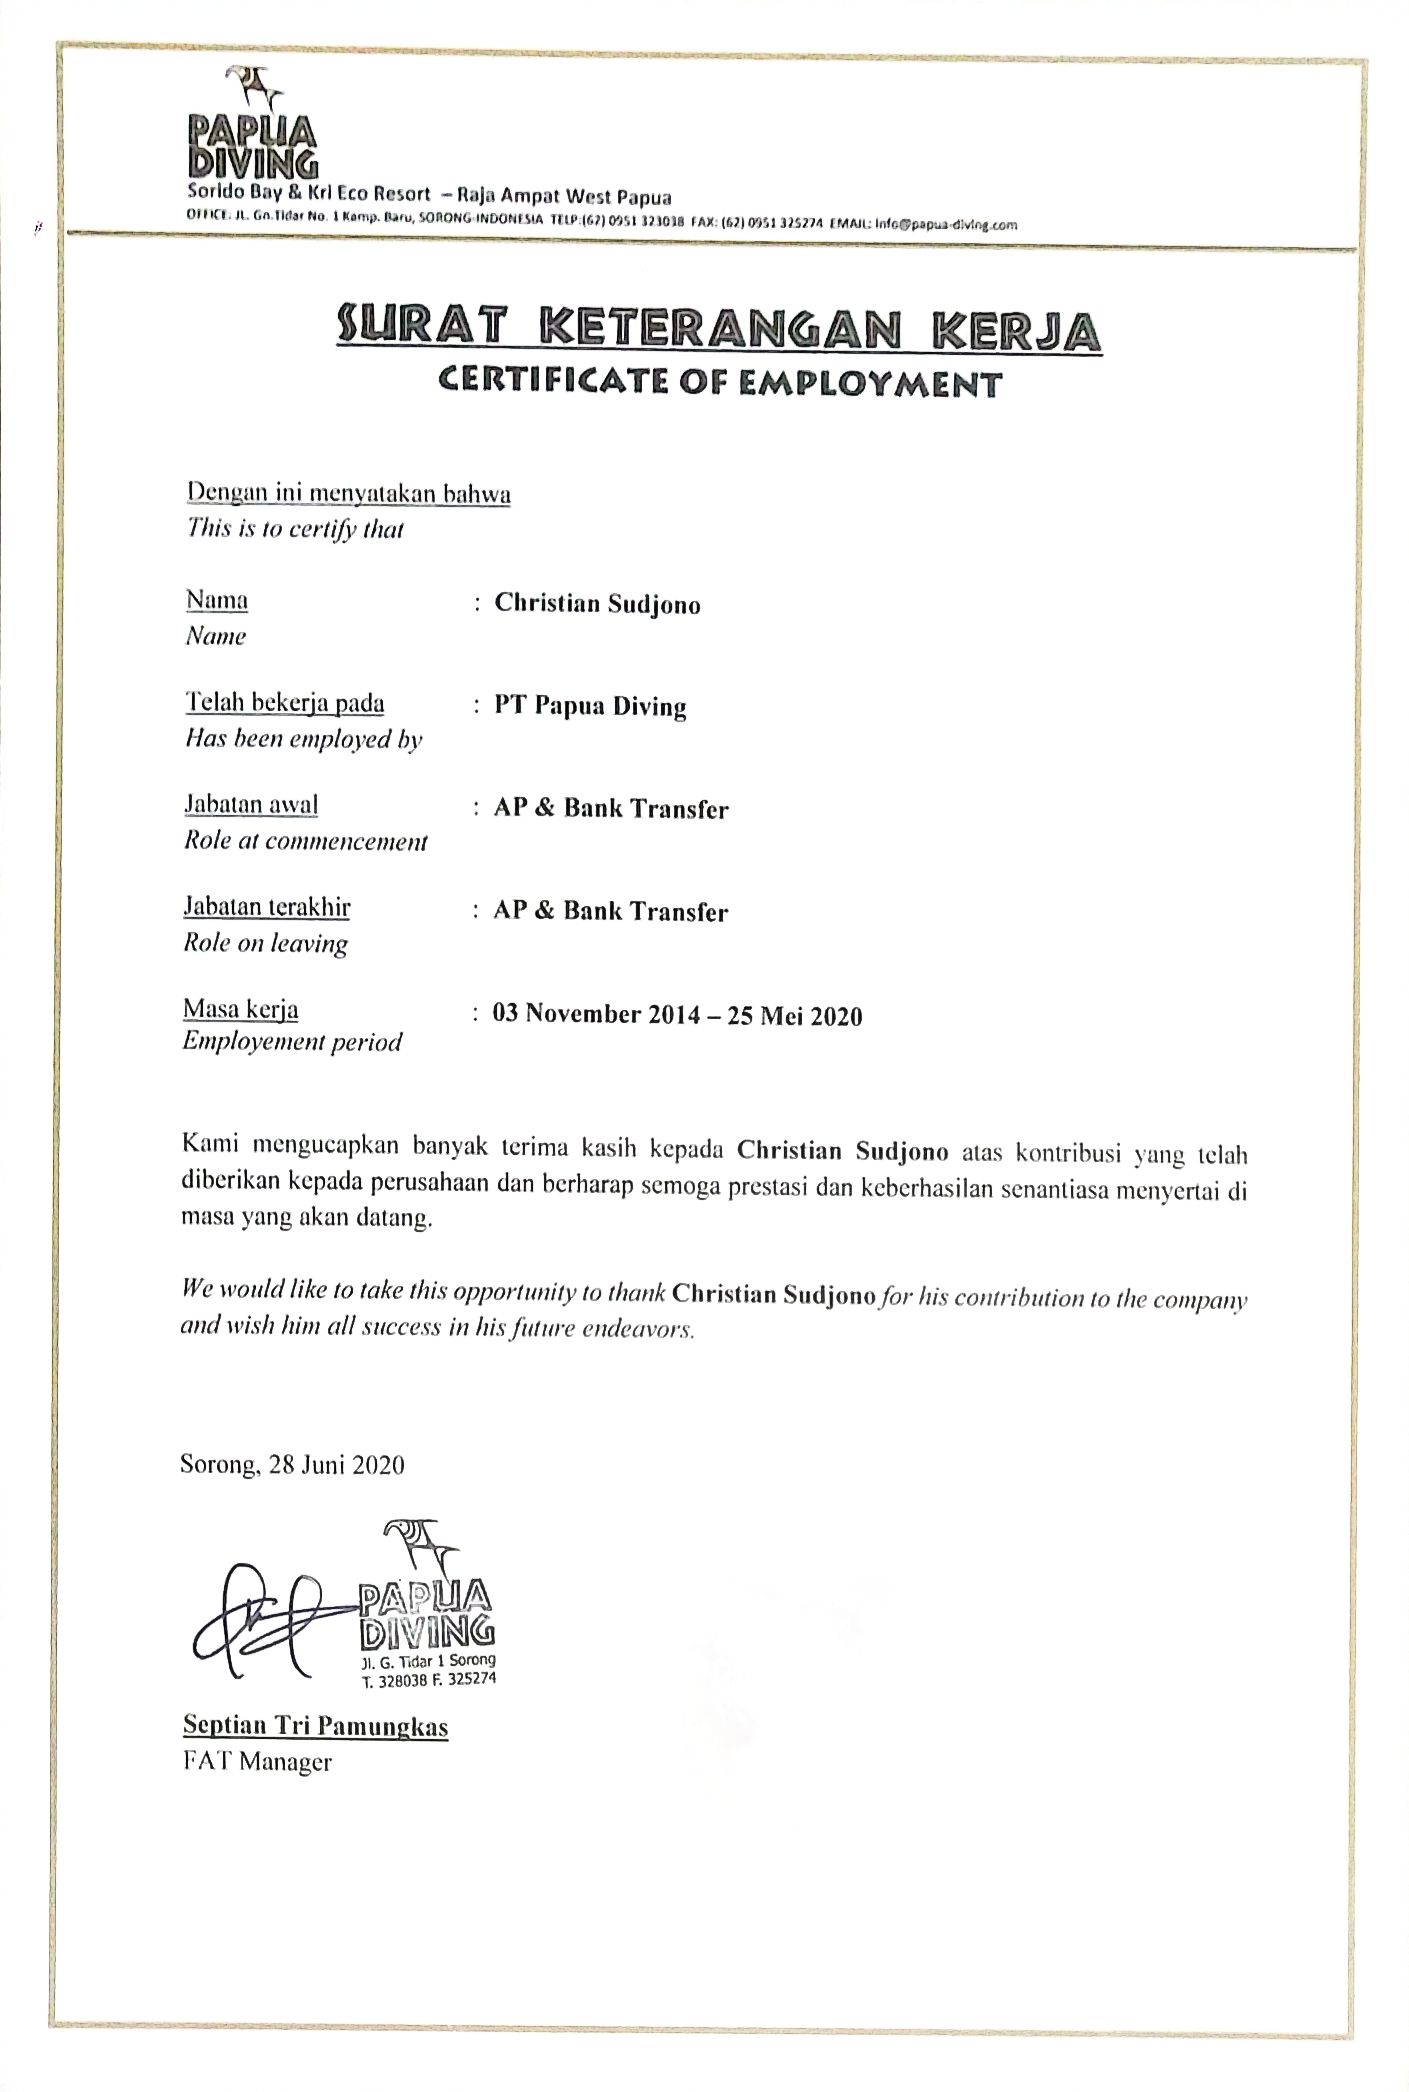 PAPUA
DIVING
Sorido Bay & Kri Eco Resort – Raja Ampat West Papua
OFFICE: JL. Gn.Tidar No. 1 Kamp. Baru, SORONG-INDONESIA TELP:(62) 0951 323038 FAX: (62) 0951 325274 EMAIL: info@papua-diving.com
SURAT KETERANGAN KERJA
CERTIFICATE OF EMPLOYMENT
Dengan ini menyatakan bahwa
This is to certify that
Nama : Christian Sudjono
Name
Telah bekerja pada : PT Papua Diving
Has been employed by
Jabatan awal : AP & Bank Transfer
Role at commencement
Jabatan terakhir : AP & Bank Transfer
Role on leaving
Masa kerja : 03 November 2014 – 25 Mei 2020
Employement period
Kami mengucapkan banyak terima kasih kepada Christian Sudjono atas kontribusi yang telah
diberikan kepada perusahaan dan berharap semoga prestasi dan keberhasilan senantiasa menyertai di
masa yang akan datang.
We would like to take this opportunity to thank Christian Sudjono for his contribution to the company
and wish him all success in his future endeavors.
Sorong, 28 Juni 2020
PAPUA
DIVING
Jl. G. Tidar 1 Sorong
T. 328038 F. 325274
Septian Tri Pamungkas
FAT Manager